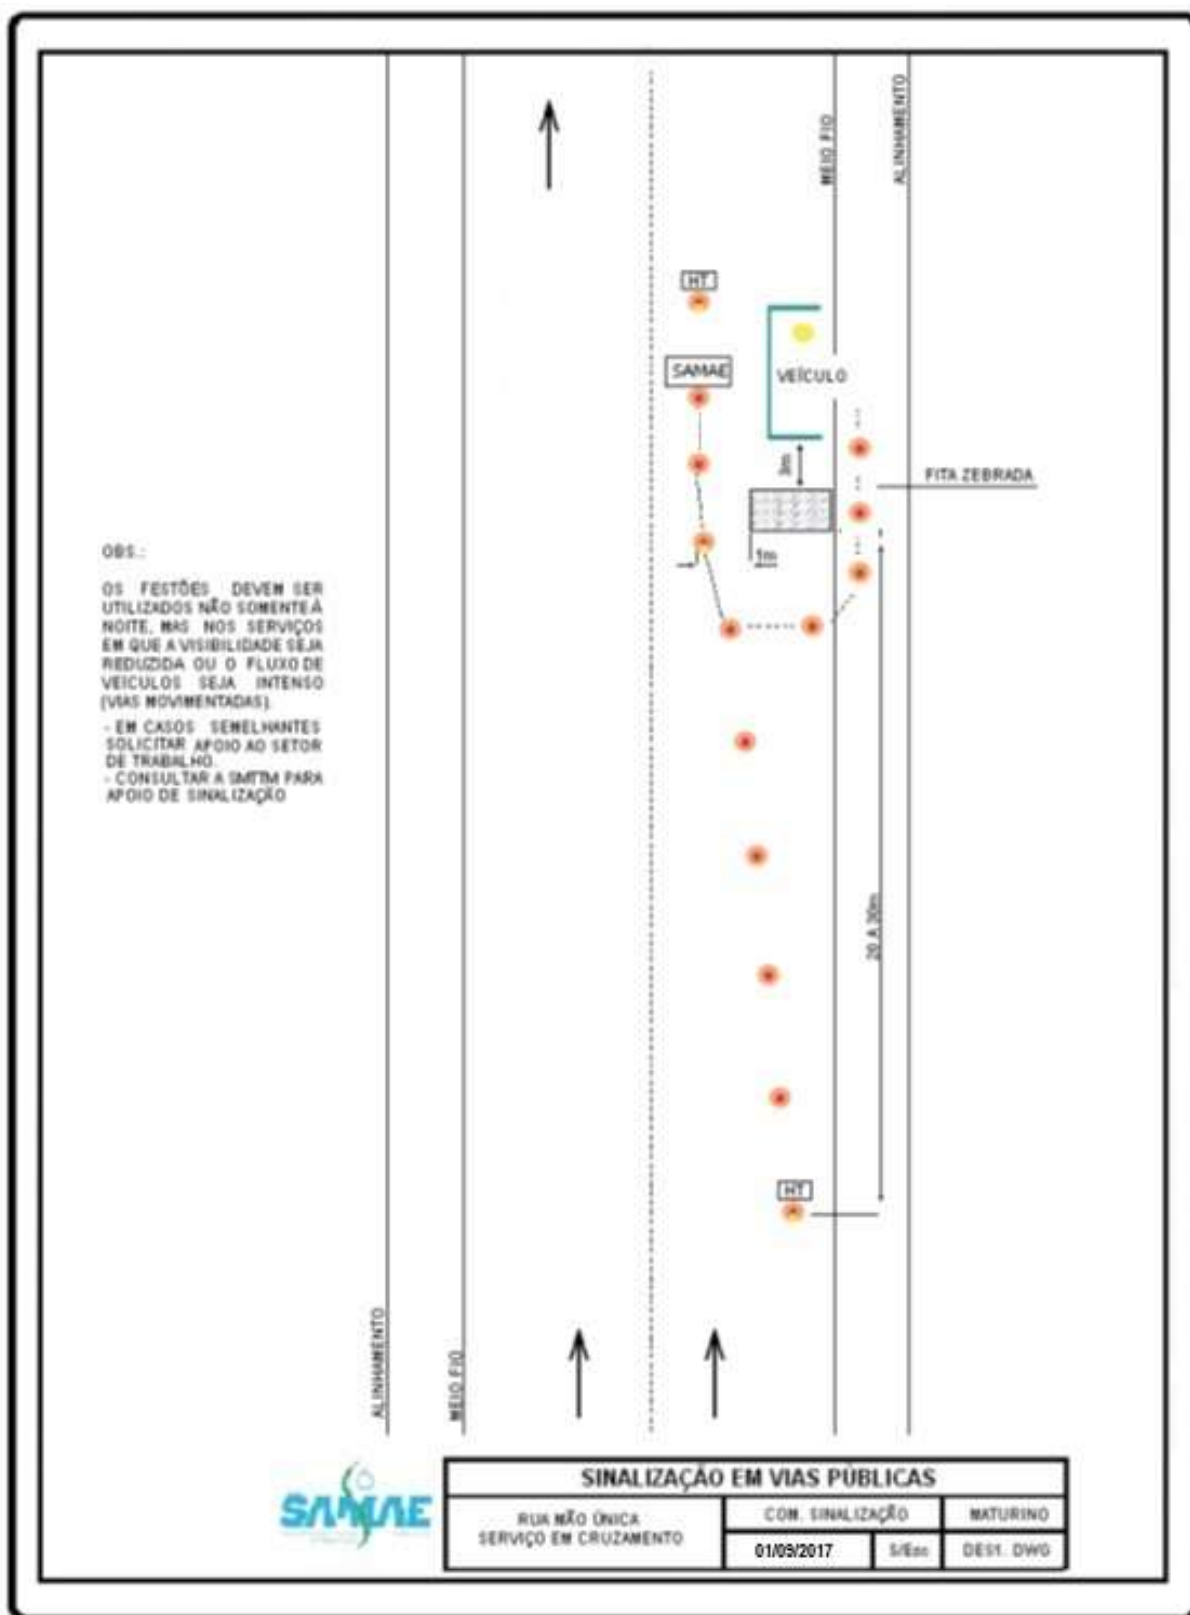 MEIO FIO
ALINHAMENTO
HT
SAMAE
VEÍCULO
3m
FITA ZEBRADA
1m
OBS.:
OS FESTÕES DEVEM SER
UTILIZADOS NÃO SOMENTE À
NOITE, MAS NOS SERVIÇOS
EM QUE A VISIBILIDADE SEJA
REDUZIDA OU O FLUXO DE
VEÍCULOS SEJA INTENSO
(VIAS MOVIMENTADAS).
- EM CASOS SEMELHANTES
SOLICITAR APOIO AO SETOR
DE TRABALHO.
- CONSULTAR A SMTTM PARA
APOIO DE SINALIZAÇÃO
20 A 30m
HT
ALINHAMENTO
MEIO FIO
SAMAE
SINALIZAÇÃO EM VIAS PÚBLICAS
RUA MÃO ÚNICA
SERVIÇO EM CRUZAMENTO
COM. SINALIZAÇÃO
MATURINO
01/09/2017
S/Esc
DES1. DWG